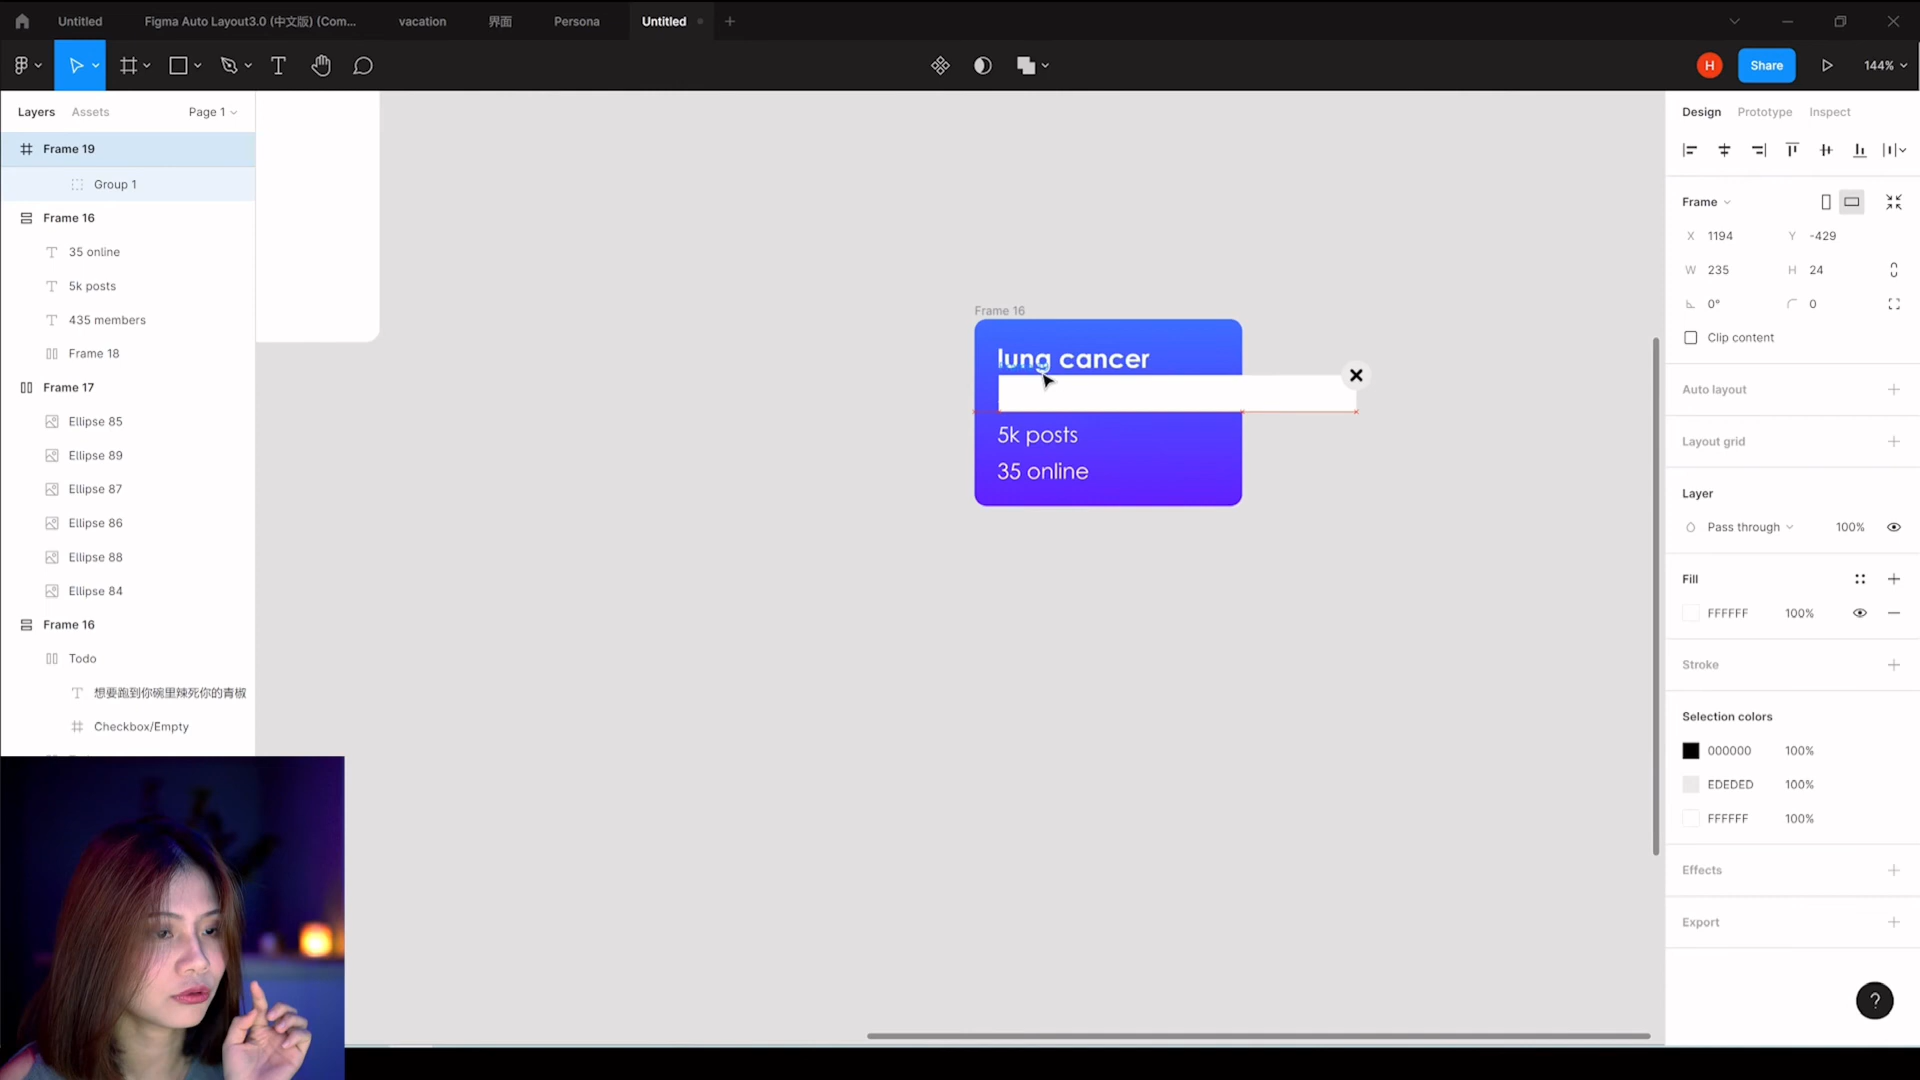 Untitled
Figma Auto Layout3.0 (中文版) (Com...
vacation
界面
Persona
Untitled
H
Share
144%
Layers
Assets
Page 1
Frame 19
Group 1
Frame 16
35 online
5k posts
435 members
Frame 18
Frame 17
Ellipse 85
Ellipse 89
Ellipse 87
Ellipse 86
Ellipse 88
Ellipse 84
Frame 16
Todo
想要跑到你碗里辣死你的青椒
Checkbox/Empty
Frame 16
lung cancer
5k posts
35 online
Design
Prototype
Inspect
Frame
X 1194
Y -429
W 235
H 24
0°
0
Clip content
Auto layout
Layout grid
Layer
Pass through
100%
Fill
FFFFFF
100%
Stroke
Selection colors
000000
100%
EDEDED
100%
FFFFFF
100%
Effects
Export
?